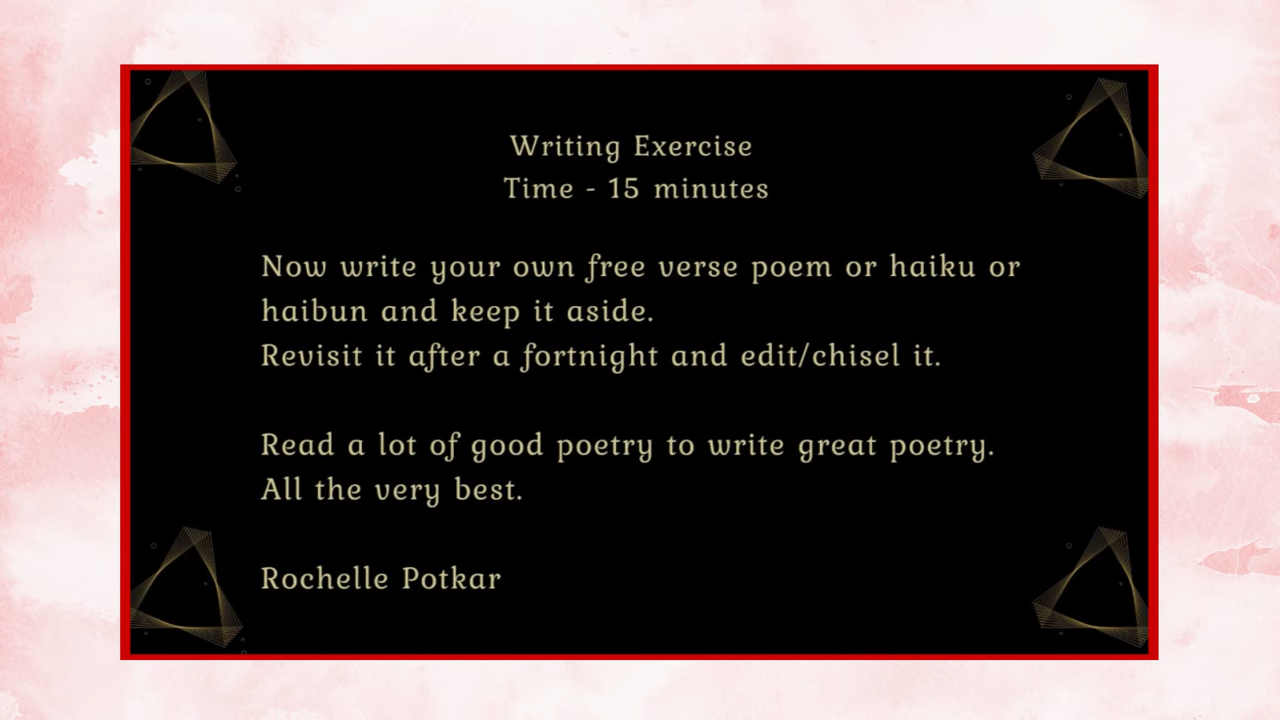 Writing Exercise
Time - 15 minutes
Now write your own free verse poem or haiku or
haibun and keep it aside.
Revisit it after a fortnight and edit/chisel it.
Read a lot of good poetry to write great poetry.
All the very best.
Rochelle Potkar